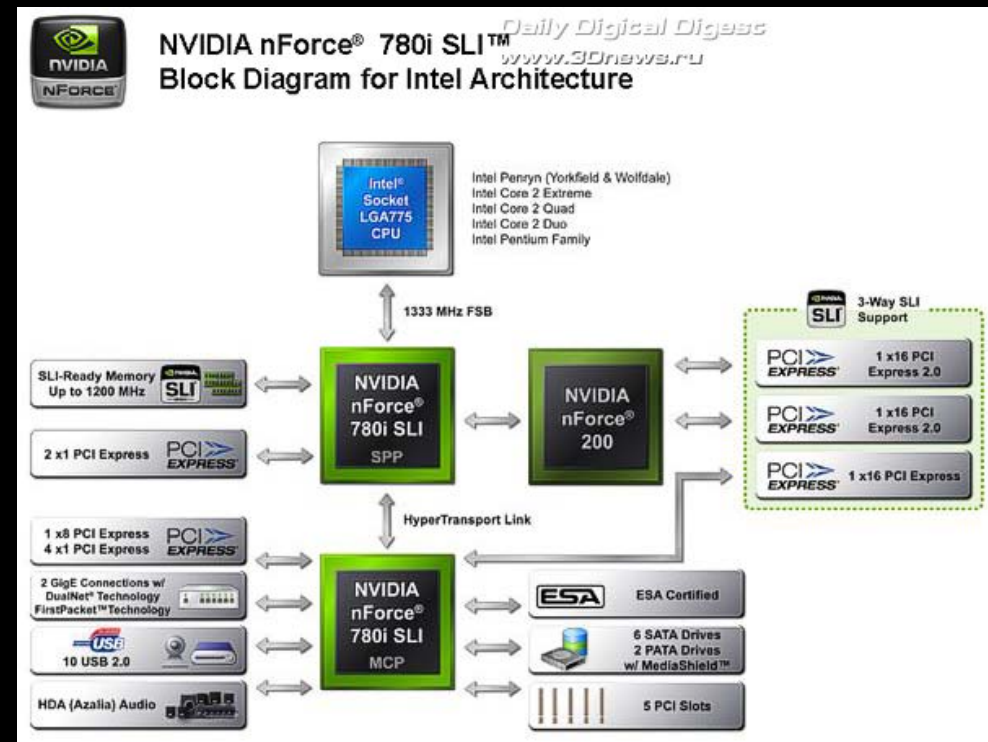 NVIDIA
NFORCE
NVIDIA nForce® 780i SLI™
Block Diagram for Intel Architecture
Daily Digital Digest
www.3Dnews.ru
Intel®
Socket
LGA775
CPU
Intel Penryn (Yorkfield & Wolfdale)
Intel Core 2 Extreme
Intel Core 2 Quad
Intel Core 2 Duo
Intel Pentium Family
1333 MHz FSB
NVIDIA
SLI
3-Way SLI
Support
SLI-Ready Memory
Up to 1200 MHz
NVIDIA
SLI
2 x1 PCI Express
PCI
EXPRESS®
NVIDIA
nForce®
780i SLI
SPP
NVIDIA
nForce®
200
PCI
EXPRESS®
1 x16 PCI
Express 2.0
PCI
EXPRESS®
1 x16 PCI
Express 2.0
PCI
EXPRESS®
1 x16 PCI Express
HyperTransport Link
1 x8 PCI Express
4 x1 PCI Express
PCI
EXPRESS®
2 GigE Connections w/
DualNet® Technology
FirstPacket™Technology
USB
10 USB 2.0
HDA (Azalia) Audio
NVIDIA
nForce®
780i SLI
MCP
ESA
ESA Certified
6 SATA Drives
2 PATA Drives
w/ MediaShield™
5 PCI Slots